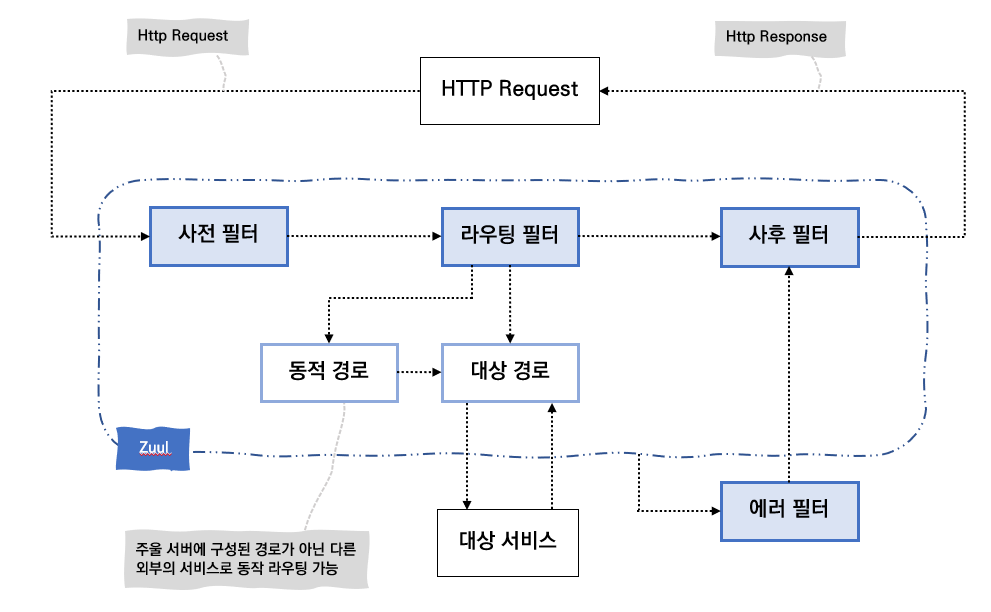 Http Request
Http Response
HTTP Request
사전 필터
라우팅 필터
사후 필터
동적 경로
대상 경로
Zuul
에러 필터
대상 서비스
주울 서버에 구성된 경로가 아닌 다른
외부의 서비스로 동작 라우팅 가능